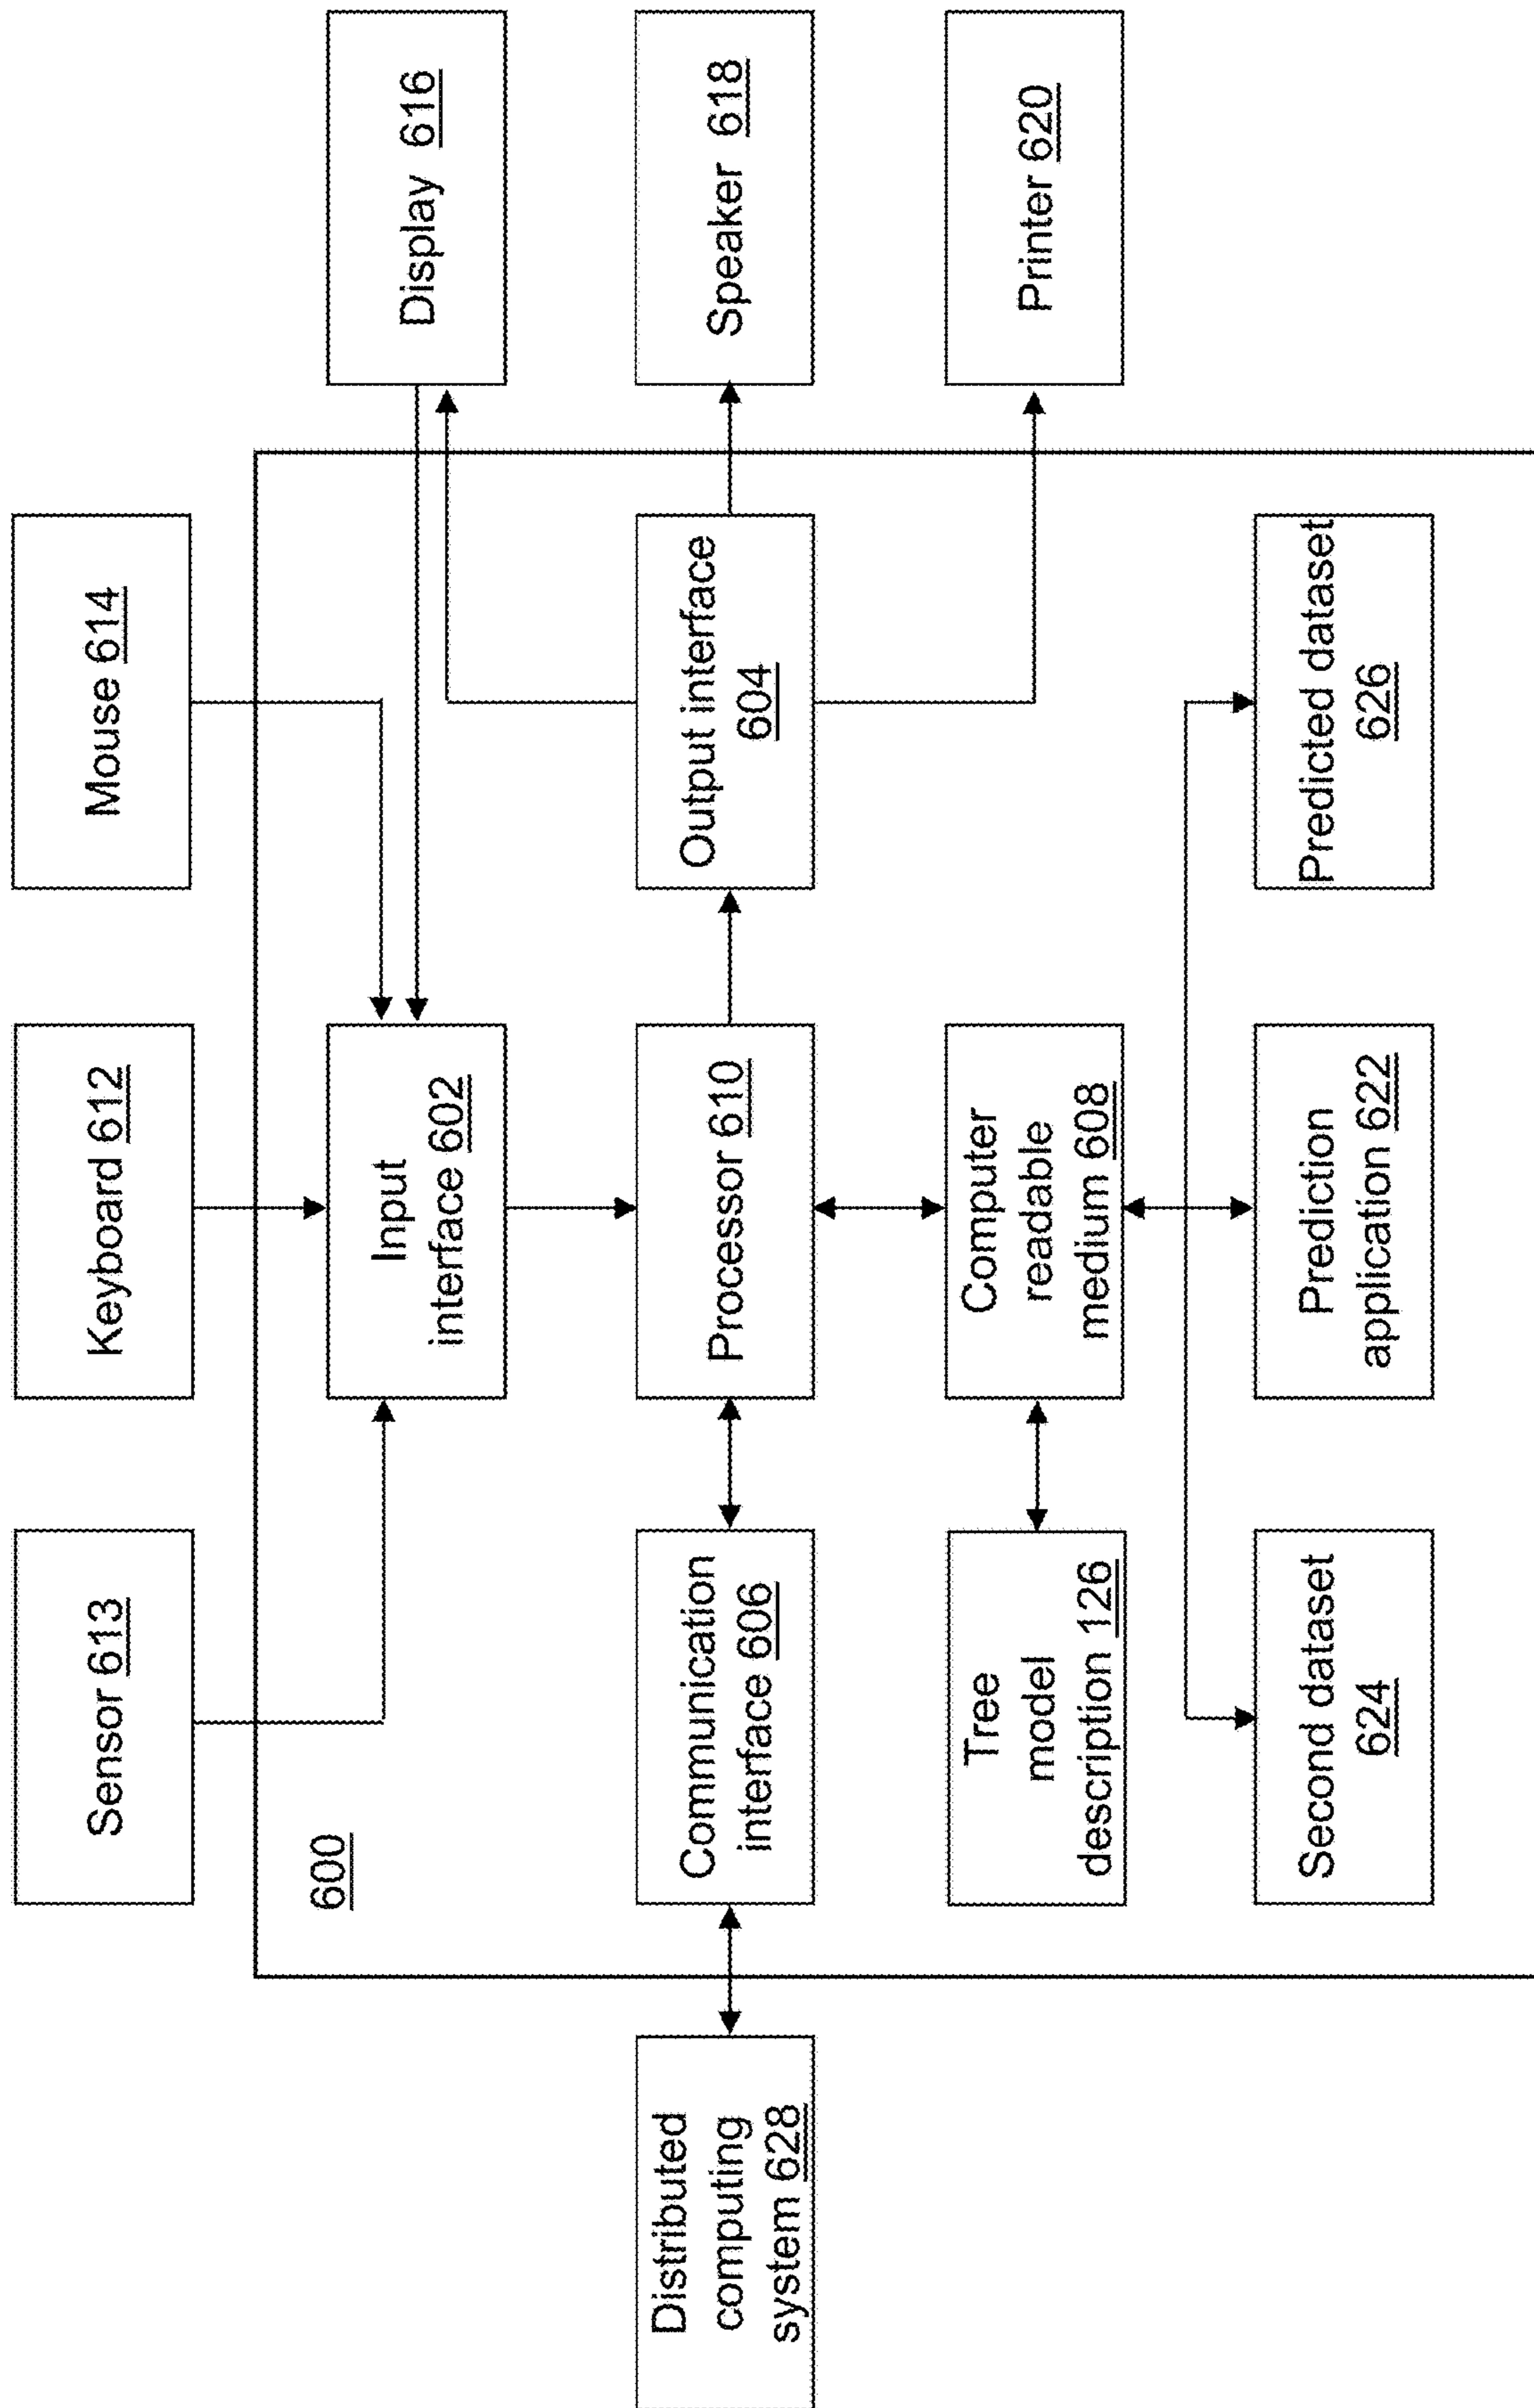 Sensor 613
Keyboard 612
Mouse 614
600
Input
interface 602
Display 616
Distributed
computing
system 628
Communication
interface 606
Processor 610
Output interface
604
Speaker 618
Tree
model
description 126
Computer
readable
medium 608
Printer 620
Second dataset
624
Prediction
application 622
Predicted dataset
626